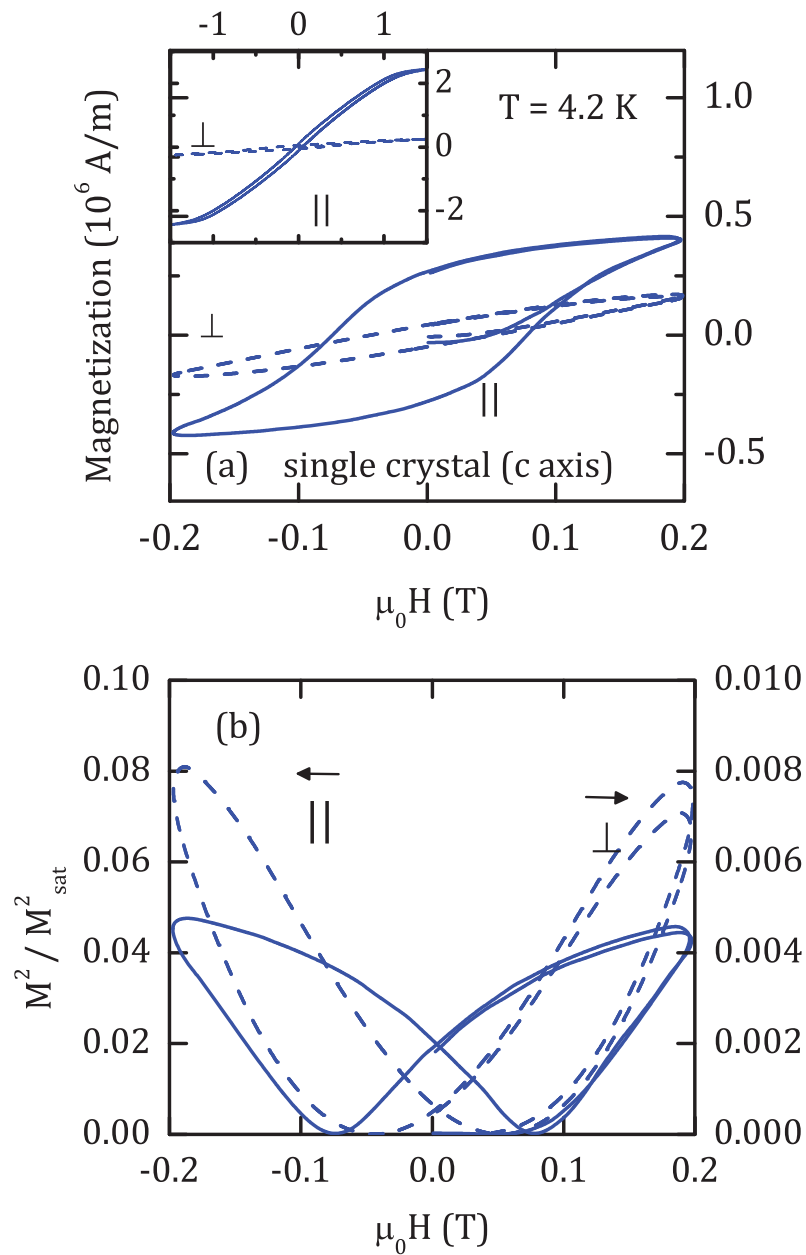 -1 0 1
2
0
-2
⊥
||
T = 4.2 K
Magnetization (10⁶ A/m)
1.0
0.5
0.0
-0.5
⊥
||
(a) single crystal (c axis)
-0.2 -0.1 0.0 0.1 0.2
μ₀H (T)
0.10 0.010
(b)
0.08 0.008
||
⊥
0.06 0.006
M² / M²sat
0.04 0.004
0.02 0.002
0.00 0.000
-0.2 -0.1 0.0 0.1 0.2
μ₀H (T)